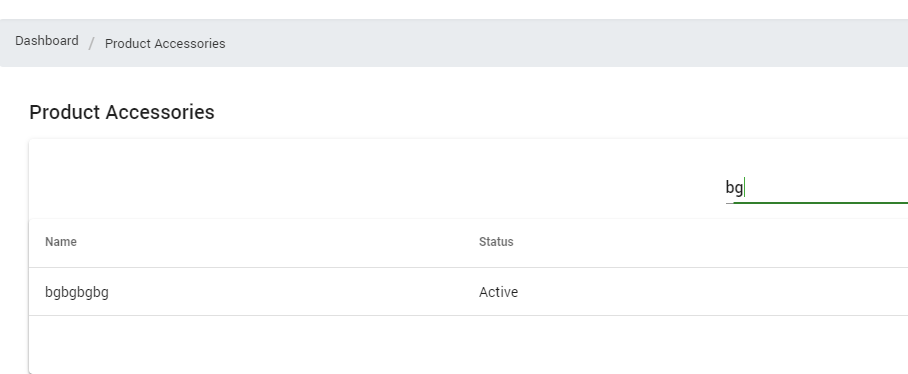 Dashboard / Product Accessories
Product Accessories
bg
Name Status
bgbgbgbg Active